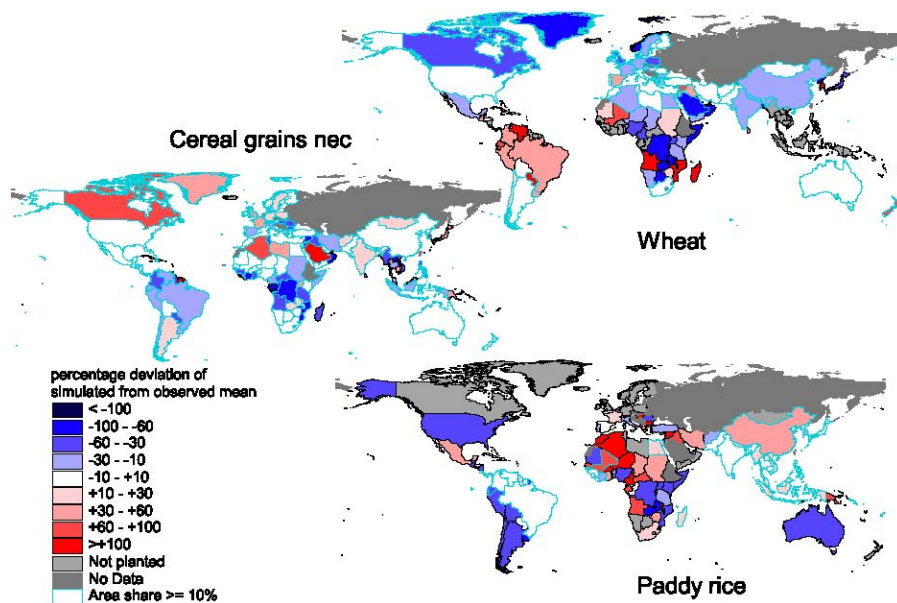 Cereal grains nec
Wheat
percentage deviation of
simulated from observed mean
< -100
-100 - -60
-60 - -30
-30 - -10
-10 - +10
+10 - +30
+30 - +60
+60 - +100
>+100
Not planted
No Data
Area share >= 10%
Paddy rice